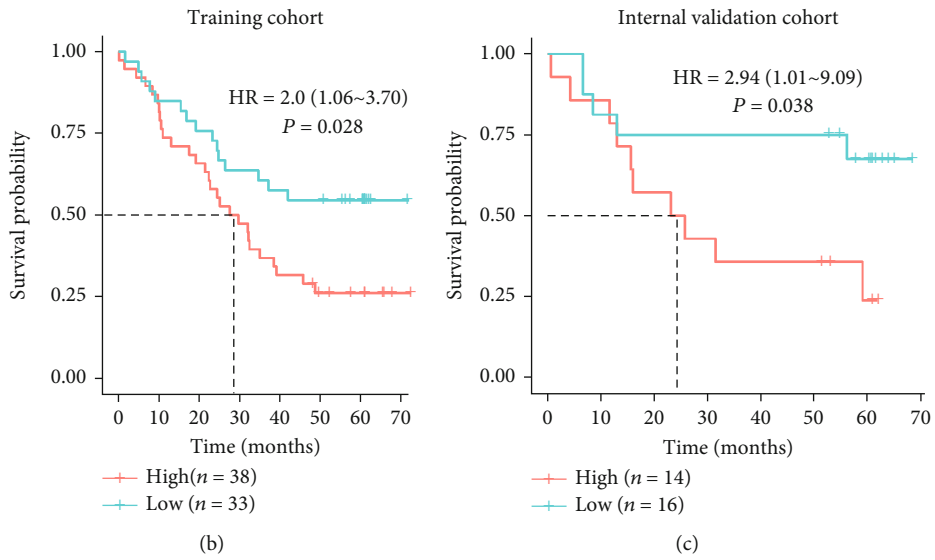 Training cohort
1.00
0.75
0.50
0.25
0.00
Survival probability
HR = 2.0 (1.06~3.70)
P = 0.028
0 10 20 30 40 50 60 70
Time (months)
High(n = 38)
Low (n = 33)
(b)
Internal validation cohort
1.00
0.75
0.50
0.25
0.00
Survival probability
HR = 2.94 (1.01~9.09)
P = 0.038
0 10 20 30 40 50 60 70
Time (months)
High (n = 14)
Low (n = 16)
(c)